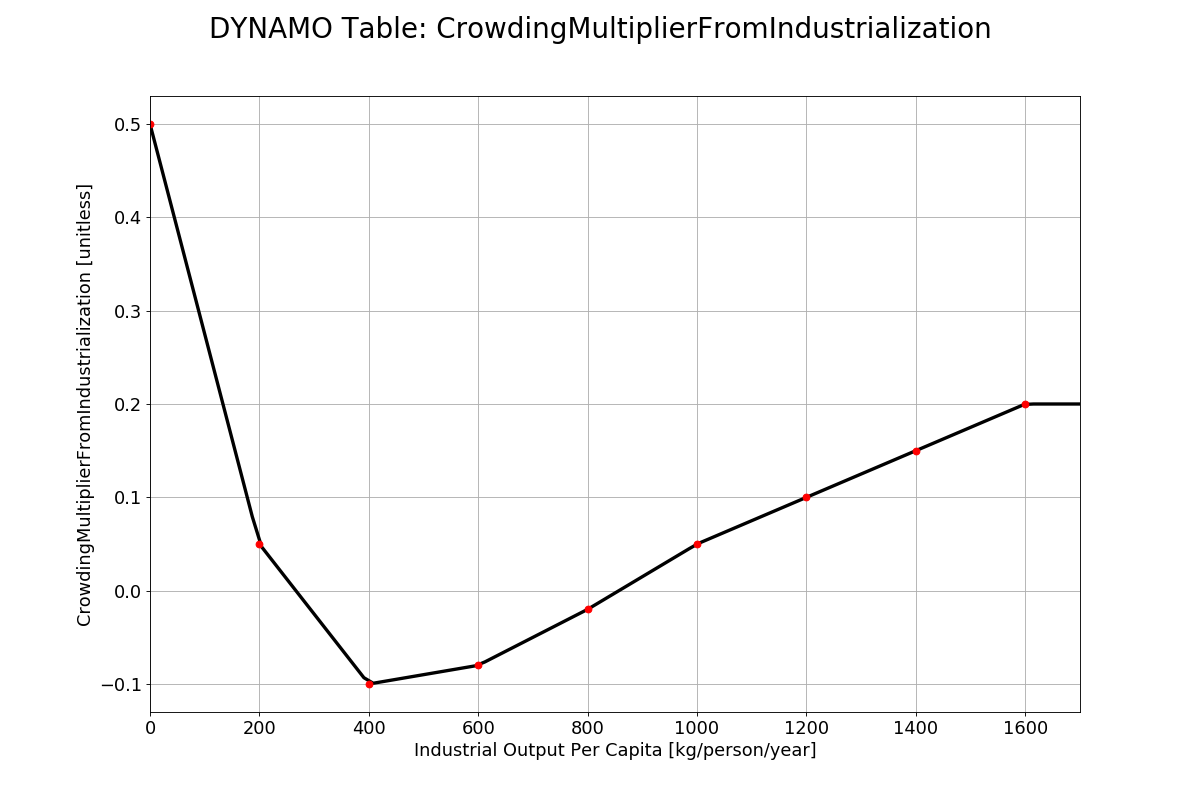 DYNAMO Table: CrowdingMultiplierFromIndustrialization
CrowdingMultiplierFromIndustrialization [unitless]
0.5
0.4
0.3
0.2
0.1
0.0
−0.1
0 200 400 600 800 1000 1200 1400 1600
Industrial Output Per Capita [kg/person/year]